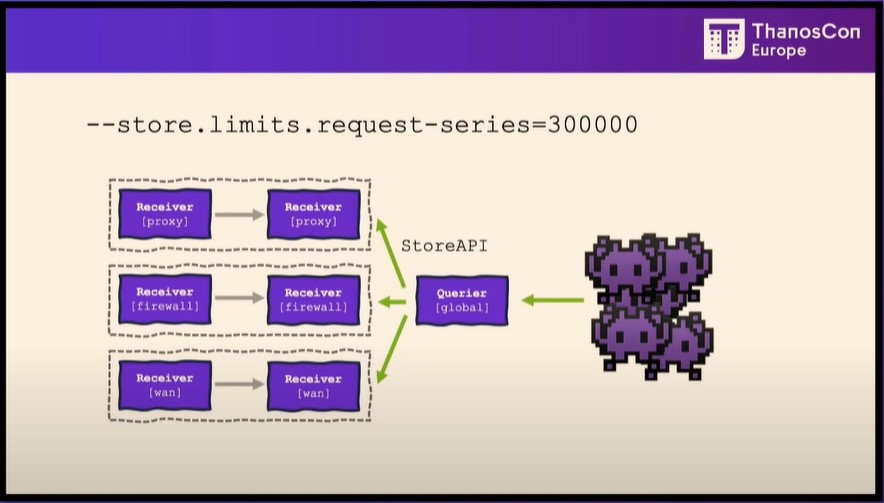 ThanosCon
Europe
--store.limits.request-series=300000
Receiver
[proxy]
Receiver
[proxy]
StoreAPI
Receiver
[firewall]
Receiver
[firewall]
Querier
[global]
Receiver
[wan]
Receiver
[wan]